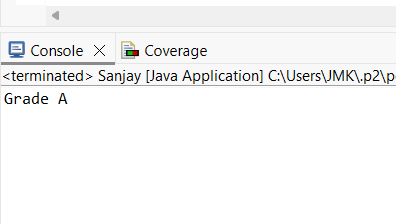 Console Coverage
<terminated> Sanjay [Java Application] C:\Users\JMK\.p2\p
Grade A